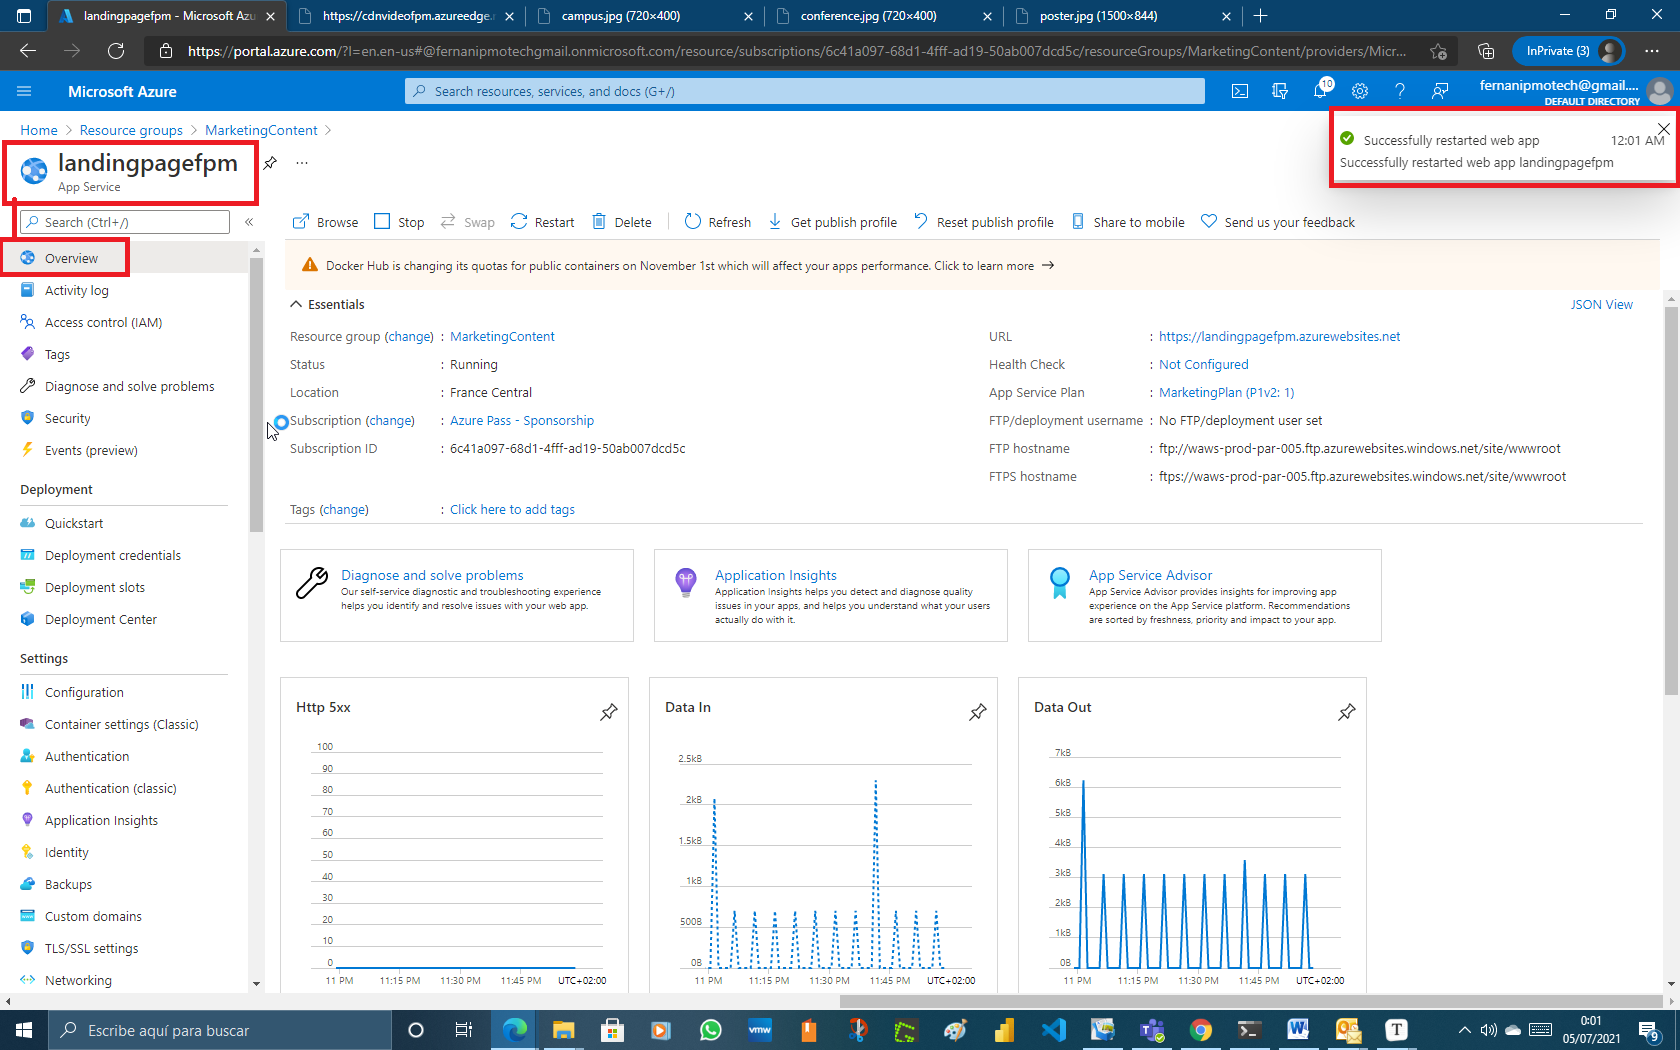 landingpagefpm - Microsoft Az
https://cdnvideofpm.azureedge.
campus.jpg (720×400)
conference.jpg (720×400)
poster.jpg (1500×844)
https://portal.azure.com/?l=en.en-us#@fernanipmotechgmail.onmicrosoft.com/resource/subscriptions/6c41a097-68d1-4fff-ad19-50ab007dcd5c/resourceGroups/MarketingContent/providers/Micr...
InPrivate (3)
Microsoft Azure
Search resources, services, and docs (G+/)
10
fernanipmotech@gmail....
DEFAULT DIRECTORY
Home > Resource groups > MarketingContent >
landingpagefpm
App Service
Successfully restarted web app
12:01 AM
Successfully restarted web app landingpagefpm
Search (Ctrl+/)
Browse
Stop
Swap
Restart
Delete
Refresh
Get publish profile
Reset publish profile
Share to mobile
Send us your feedback
Docker Hub is changing its quotas for public containers on November 1st which will affect your apps performance. Click to learn more →
Overview
Activity log
Access control (IAM)
Tags
Diagnose and solve problems
Security
Events (preview)
Deployment
Quickstart
Deployment credentials
Deployment slots
Deployment Center
Settings
Configuration
Container settings (Classic)
Authentication
Authentication (classic)
Application Insights
Identity
Backups
Custom domains
TLS/SSL settings
Networking
Essentials
JSON View
Resource group (change) : MarketingContent
Status : Running
Location : France Central
Subscription (change) : Azure Pass - Sponsorship
Subscription ID : 6c41a097-68d1-4fff-ad19-50ab007dcd5c
Tags (change) : Click here to add tags
URL : https://landingpagefpm.azurewebsites.net
Health Check : Not Configured
App Service Plan : MarketingPlan (P1v2: 1)
FTP/deployment username : No FTP/deployment user set
FTP hostname : ftp://waws-prod-par-005.ftp.azurewebsites.windows.net/site/wwwroot
FTPS hostname : ftps://waws-prod-par-005.ftp.azurewebsites.windows.net/site/wwwroot
Diagnose and solve problems
Our self-service diagnostic and troubleshooting experience
helps you identify and resolve issues with your web app.
Application Insights
Application Insights helps you detect and diagnose quality
issues in your apps, and helps you understand what your users
actually do with it.
App Service Advisor
App Service Advisor provides insights for improving app
experience on the App Service platform. Recommendations
are sorted by freshness, priority and impact to your app.
Http 5xx
100
90
80
70
60
50
40
30
20
10
0
11 PM 11:15 PM 11:30 PM 11:45 PM UTC+02:00
Data In
2.5kB
2kB
1.5kB
1kB
500B
0B
11 PM 11:15 PM 11:30 PM 11:45 PM UTC+02:00
Data Out
7kB
6kB
5kB
4kB
3kB
2kB
1kB
0B
11 PM 11:15 PM 11:30 PM 11:45 PM UTC+02:00
Escribe aquí para buscar
vmw
0:01
05/07/2021
9